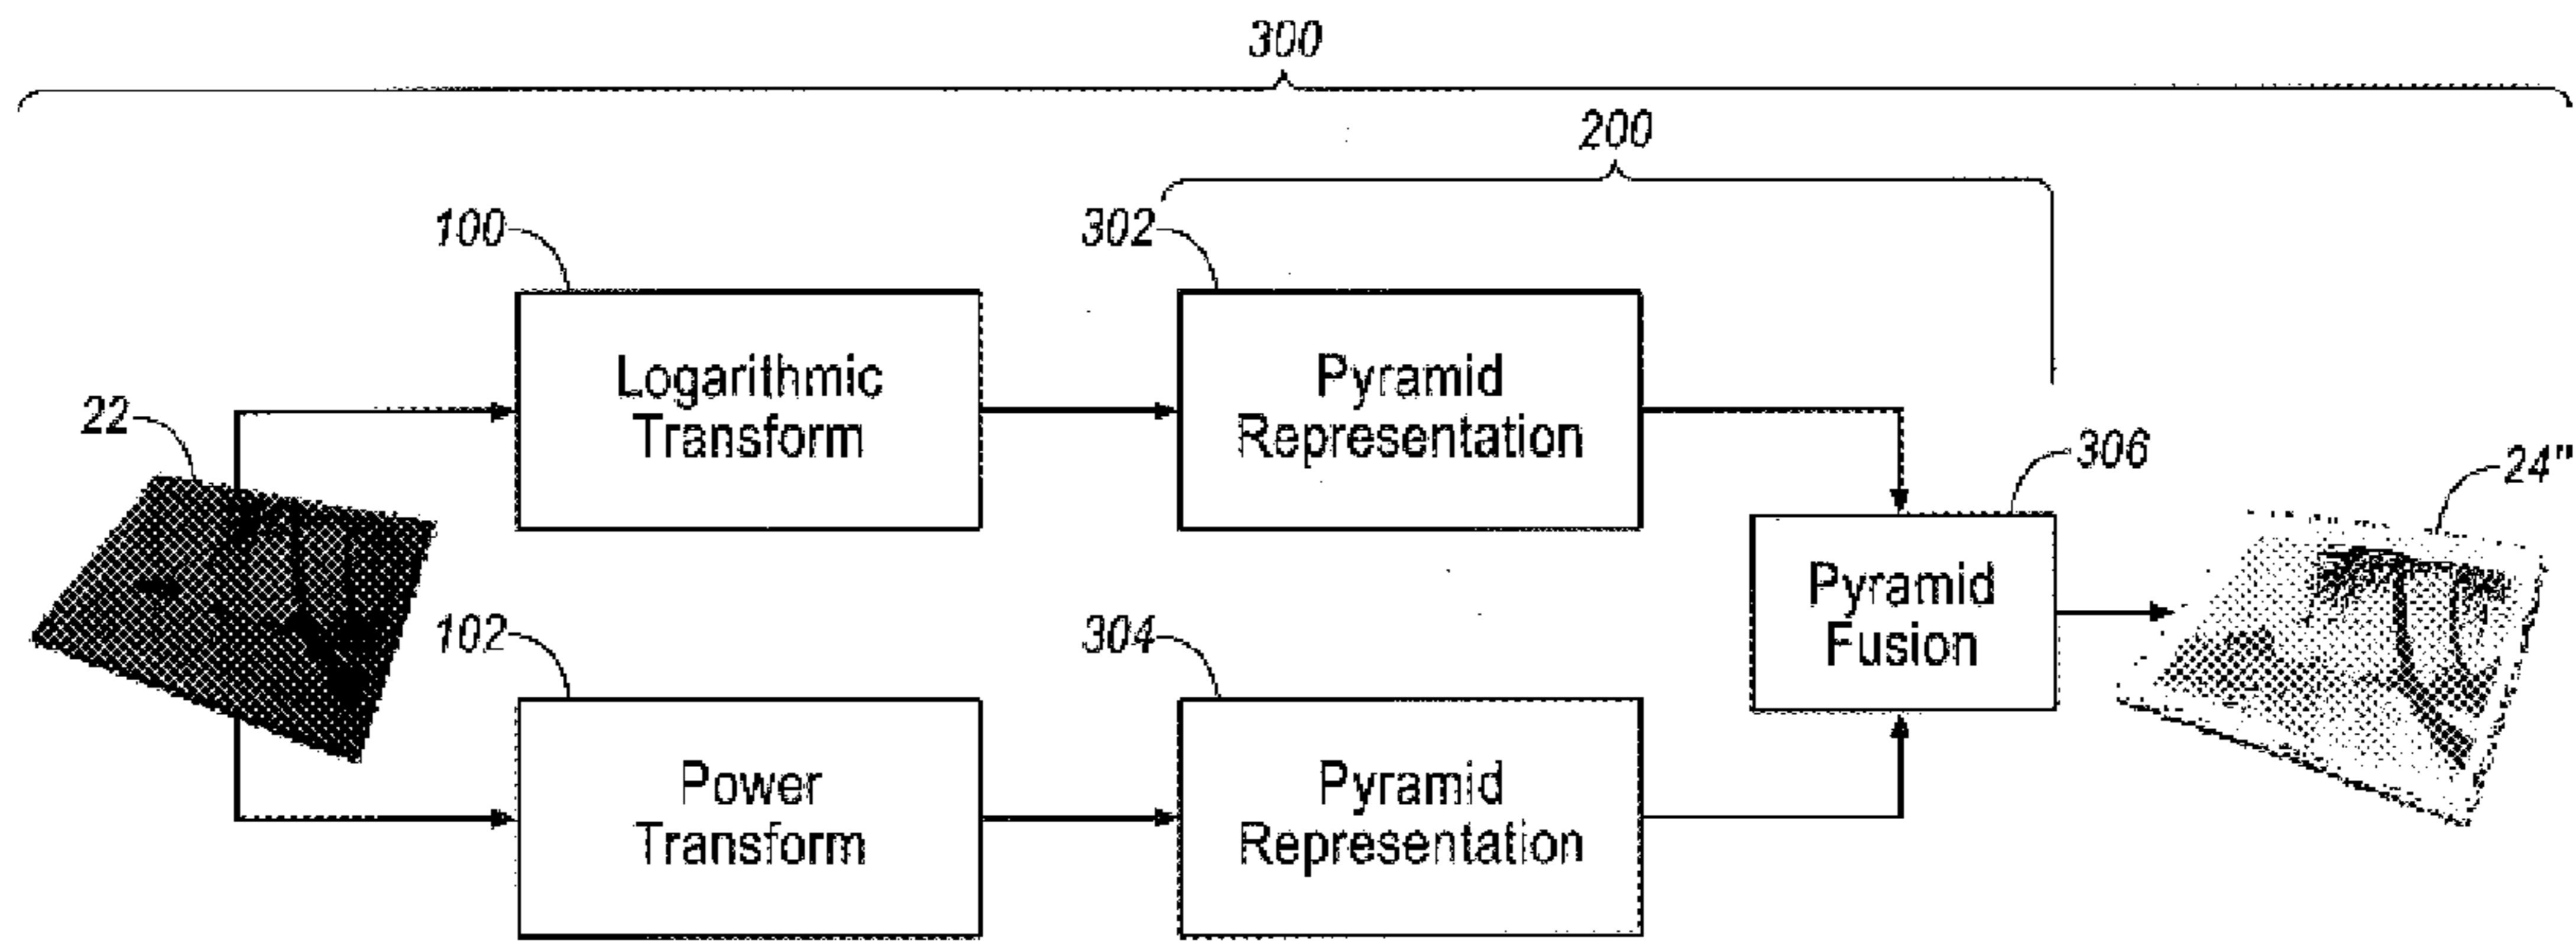 300
200
100
302
Logarithmic
Transform
Pyramid
Representation
22
306
24"
Pyramid
Fusion
102
304
Power
Transform
Pyramid
Representation